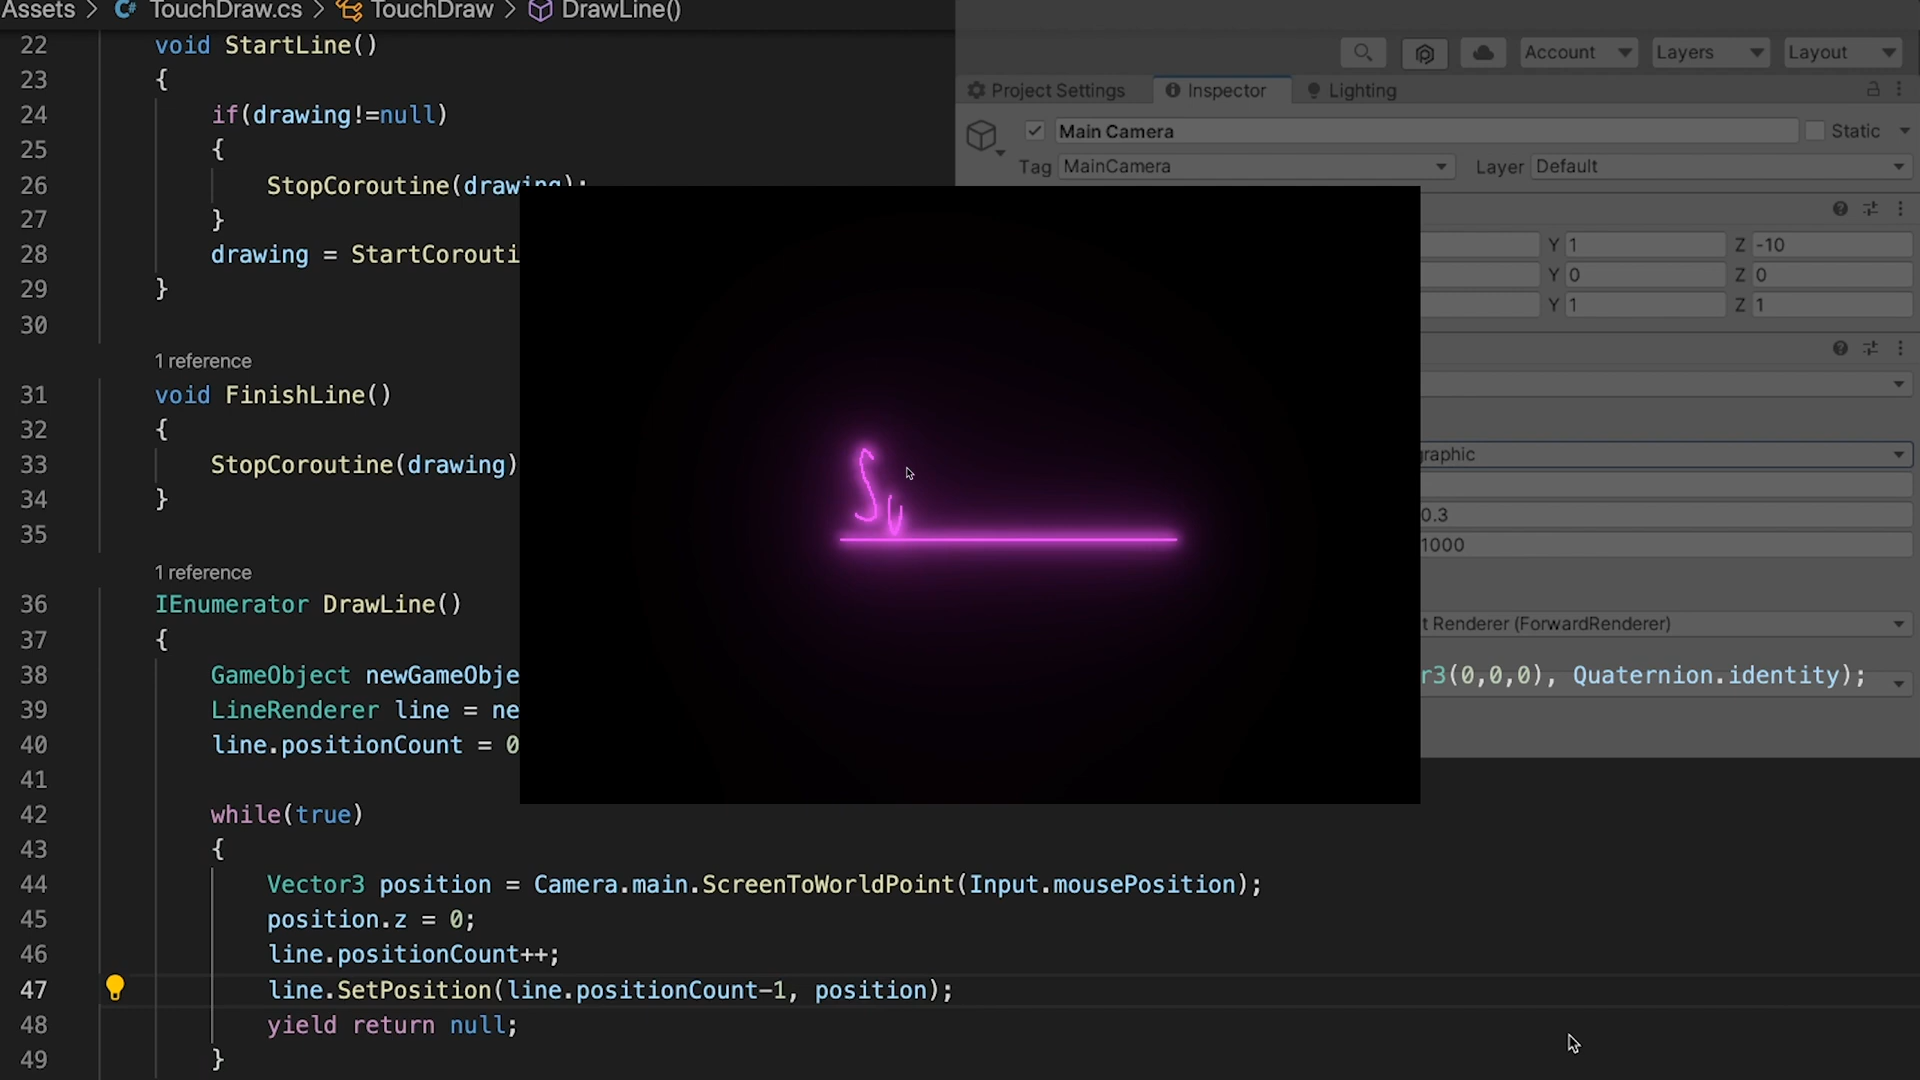 Assets > TouchDraw.cs > TouchDraw > DrawLine()
22 void StartLine()
23 {
24 if(drawing!=null)
25 {
26 StopCoroutine(drawing);
27 }
28 drawing = StartCorouti
29 }
30
1 reference
31 void FinishLine()
32 {
33 StopCoroutine(drawing)
34 }
35
1 reference
36 IEnumerator DrawLine()
37 {
38 GameObject newGameObje
39 LineRenderer line = ne
40 line.positionCount = 0
41
42 while(true)
43 {
44 Vector3 position = Camera.main.ScreenToWorldPoint(Input.mousePosition);
45 position.z = 0;
46 line.positionCount++;
47 line.SetPosition(line.positionCount-1, position);
48 yield return null;
49 }
Su
Account Layers Layout
Project Settings Inspector Lighting
Main Camera Static
Tag MainCamera Layer Default
Y 1 Z -10
Y 0 Z 0
Y 1 Z 1
graphic
0.3
1000
t Renderer (ForwardRenderer)
r3(0,0,0), Quaternion.identity);